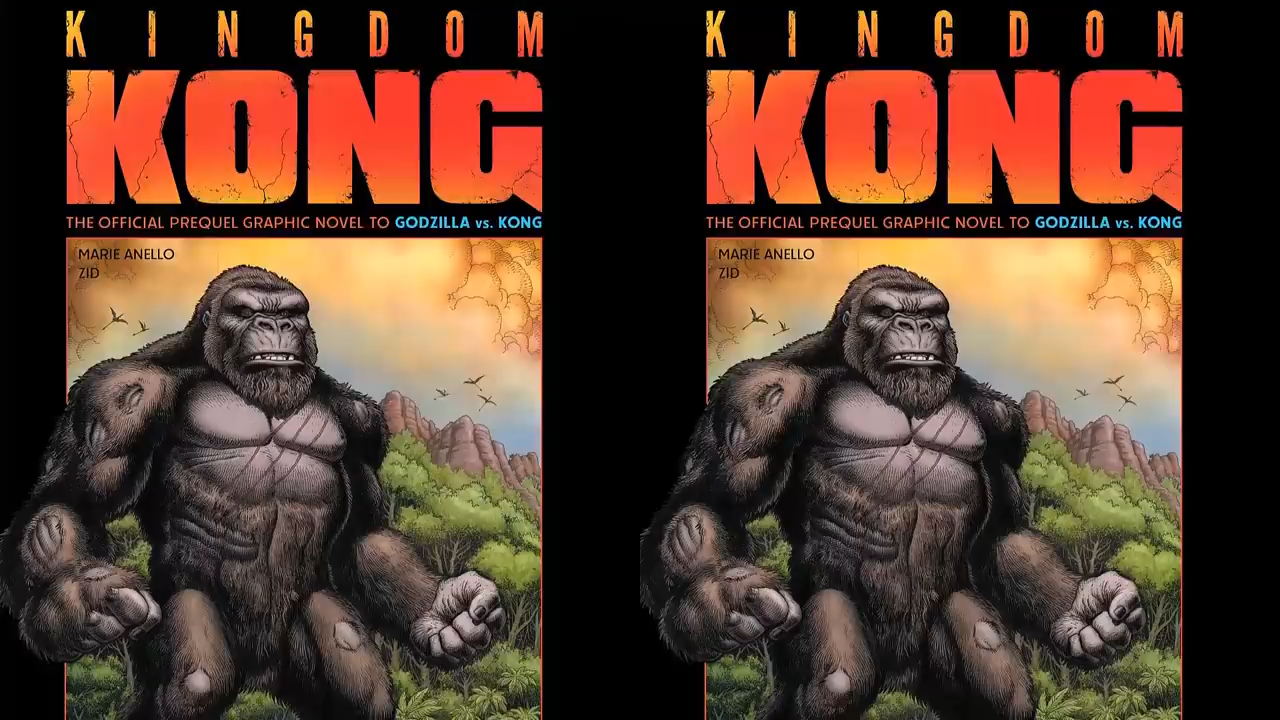 KINGDOM
KONG
THE OFFICIAL PREQUEL GRAPHIC NOVEL TO GODZILLA vs. KONG
MARIE ANELLO
ZID
KINGDOM
KONG
THE OFFICIAL PREQUEL GRAPHIC NOVEL TO GODZILLA vs. KONG
MARIE ANELLO
ZID